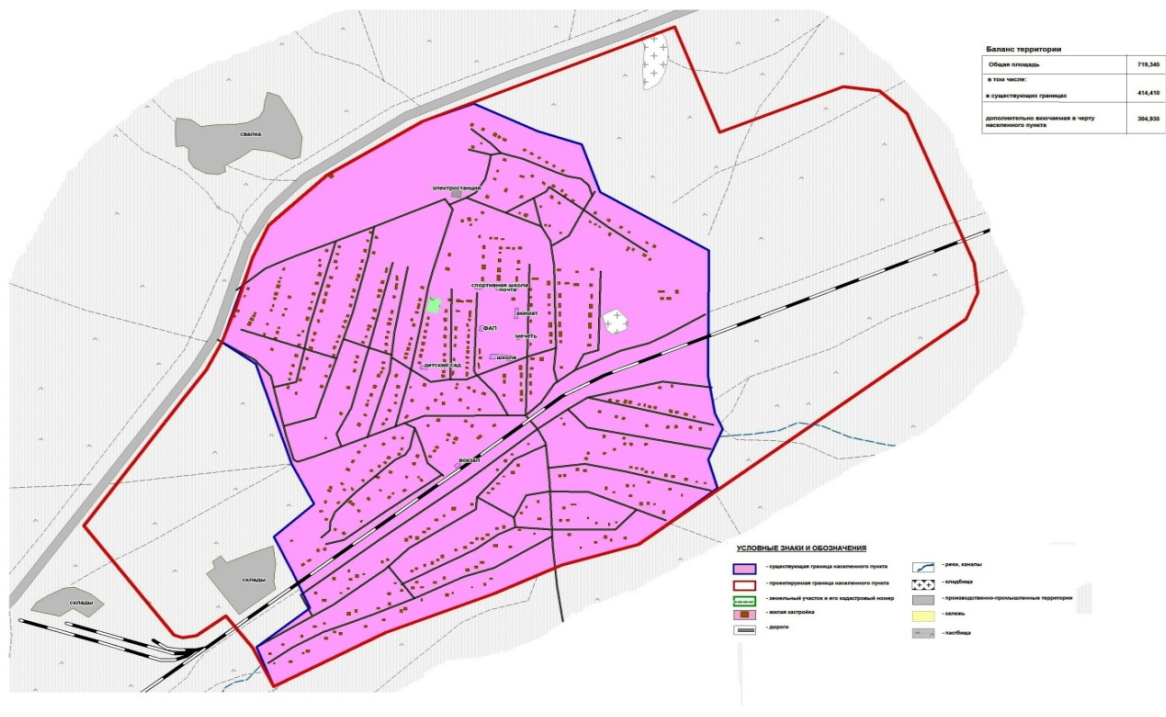 Баланс территории
Общая площадь 719,345
в том числе:
в существующих границах 414,410
дополнительно включаемая в черту
населенного пункта 304,935
свалка
электростанция
спортивная школа
почта
акимат
ФАП
мечеть
школа
детский сад
вокзал
склады
склады
УСЛОВНЫЕ ЗНАКИ И ОБОЗНАЧЕНИЯ
- существующая граница населенного пункта
- проектируемая граница населенного пункта
- земельный участок и его кадастровый номер
- жилая застройка
- дороги
- реки, каналы
- кладбища
- производственно-промышленные территории
- залежь
- пастбища